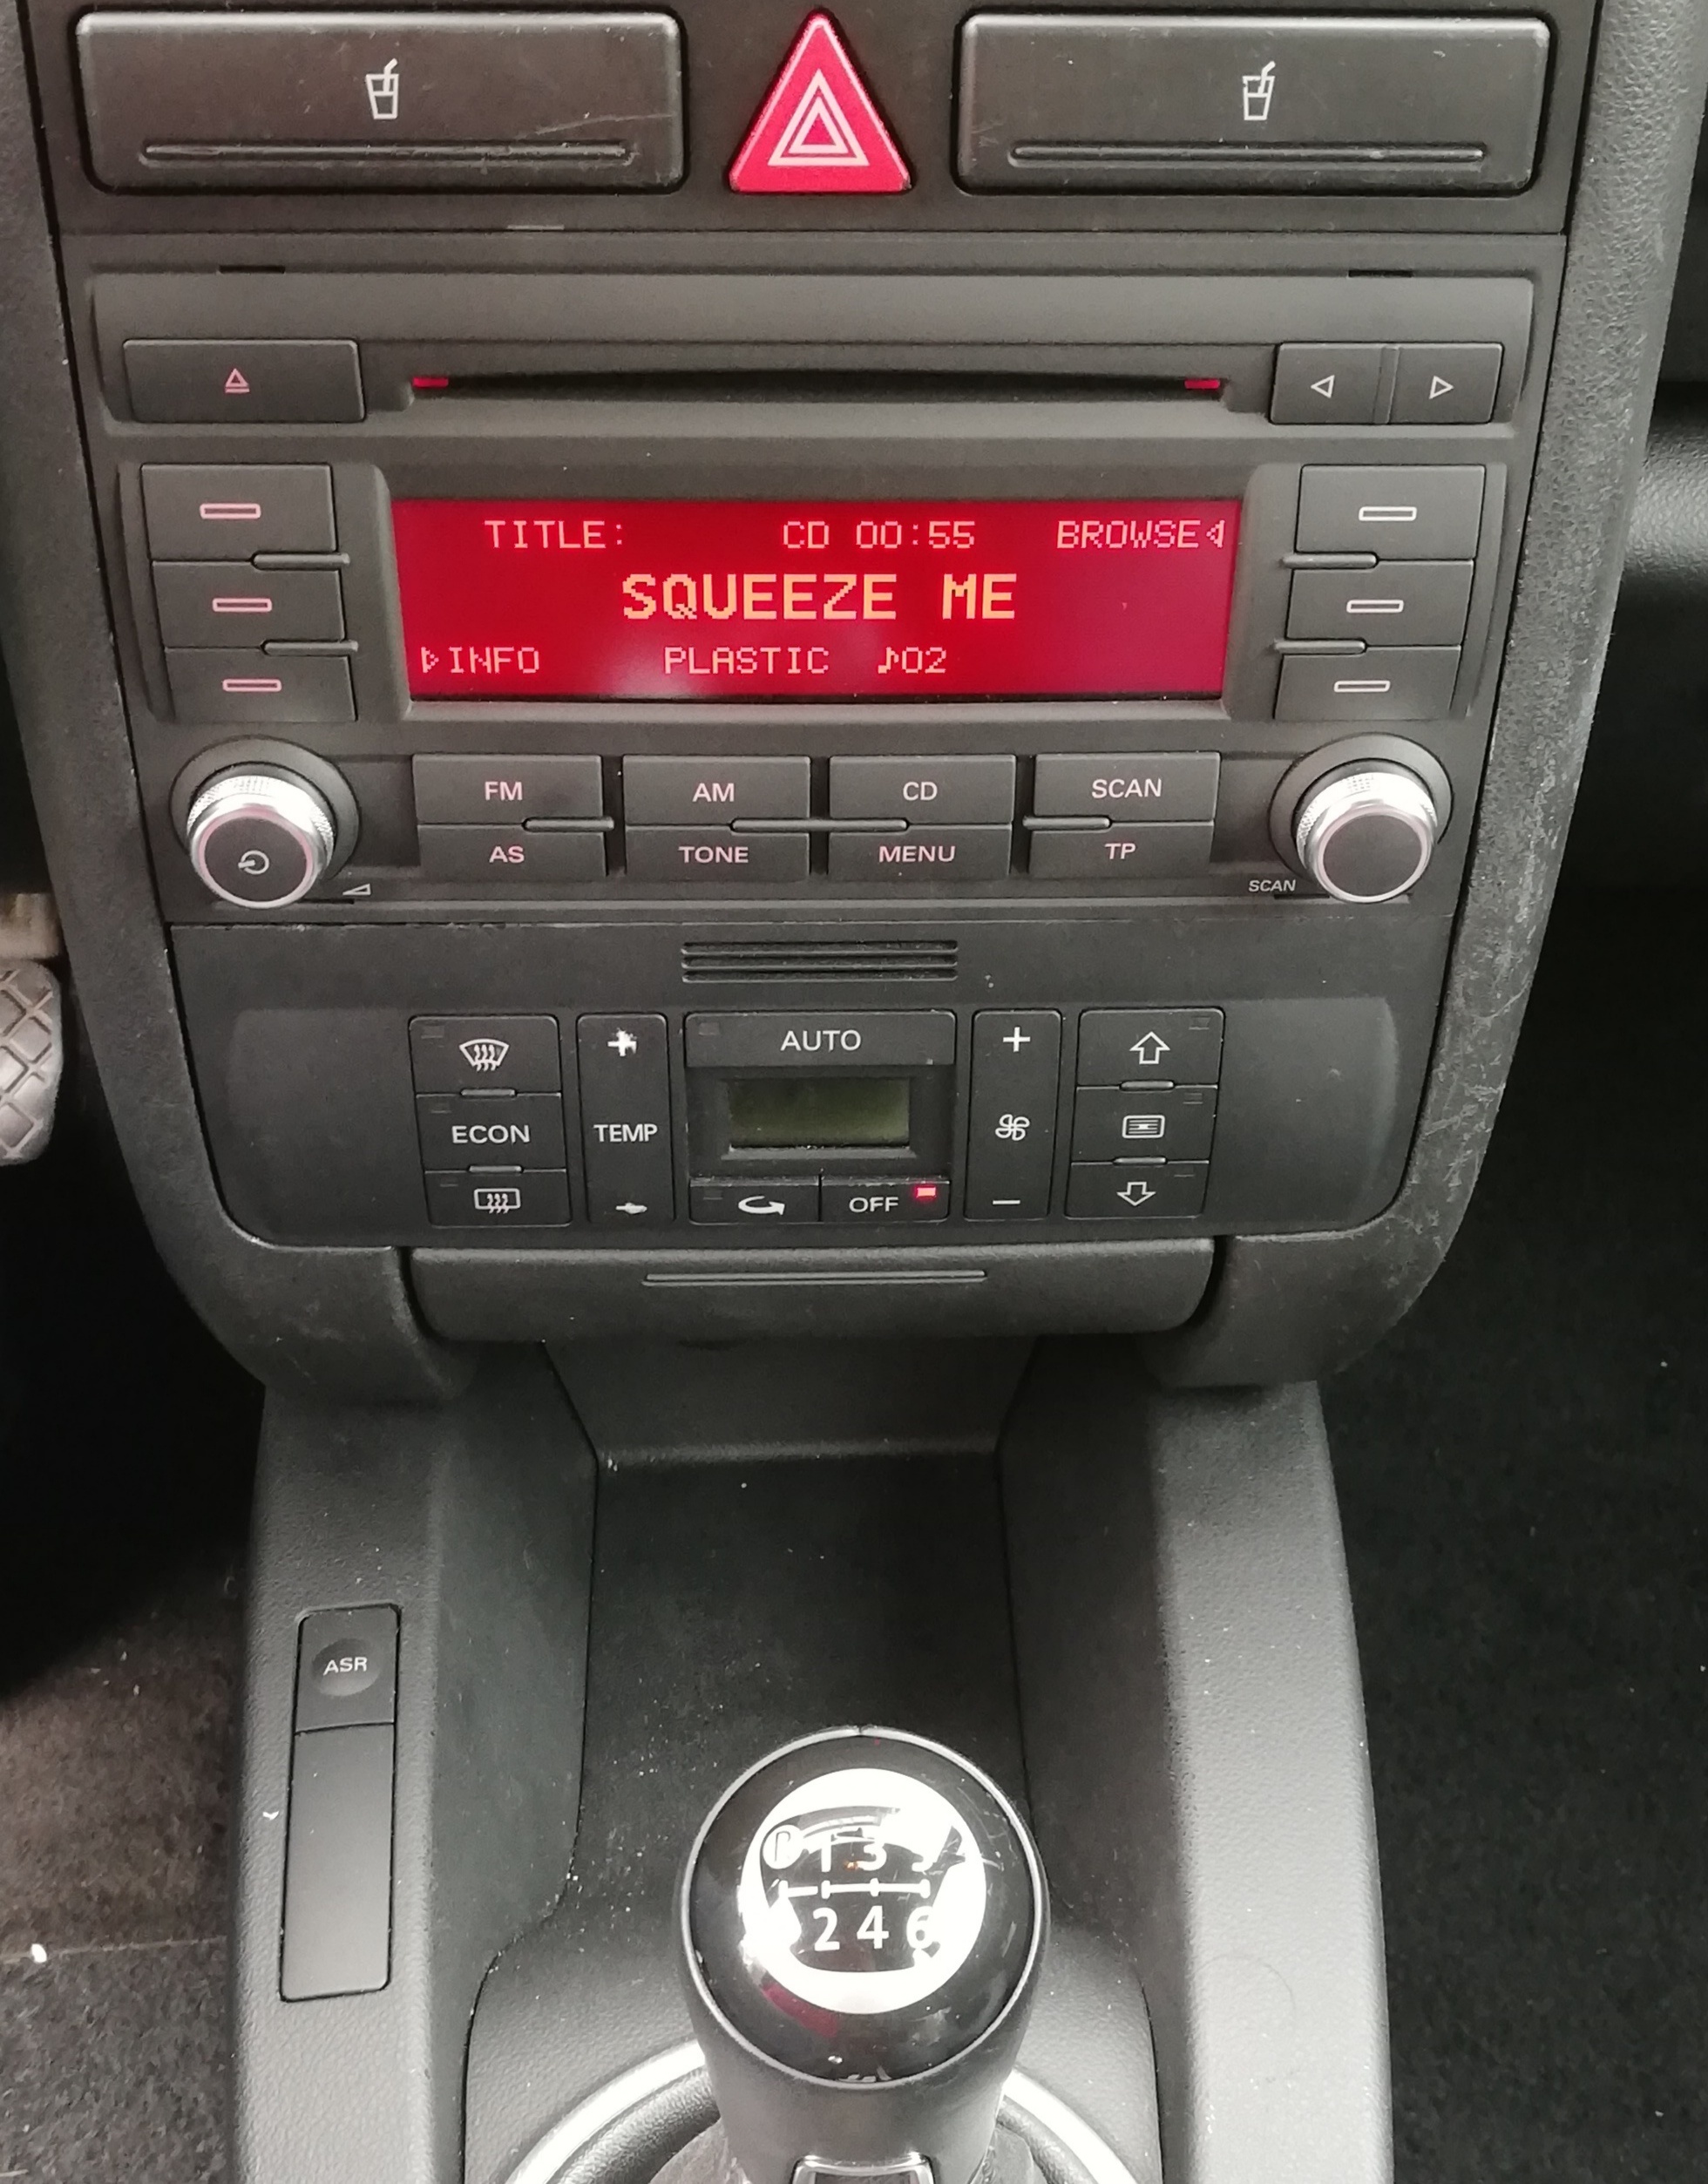 TITLE: CD 00:55 BROWSE
SQUEEZE ME
INFO PLASTIC ♪02
FM AM CD SCAN
AS TONE MENU TP
SCAN
AUTO
ECON TEMP
OFF
ASR
R 1 3
2 4 6